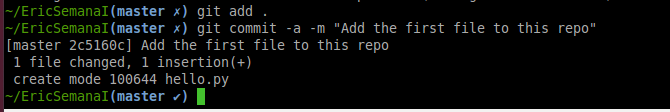 ~/EricSemanaI(master ✗) git add .
~/EricSemanaI(master ✗) git commit -a -m "Add the first file to this repo"
[master 2c5160c] Add the first file to this repo
 1 file changed, 1 insertion(+)
 create mode 100644 hello.py
~/EricSemanaI(master ✔)